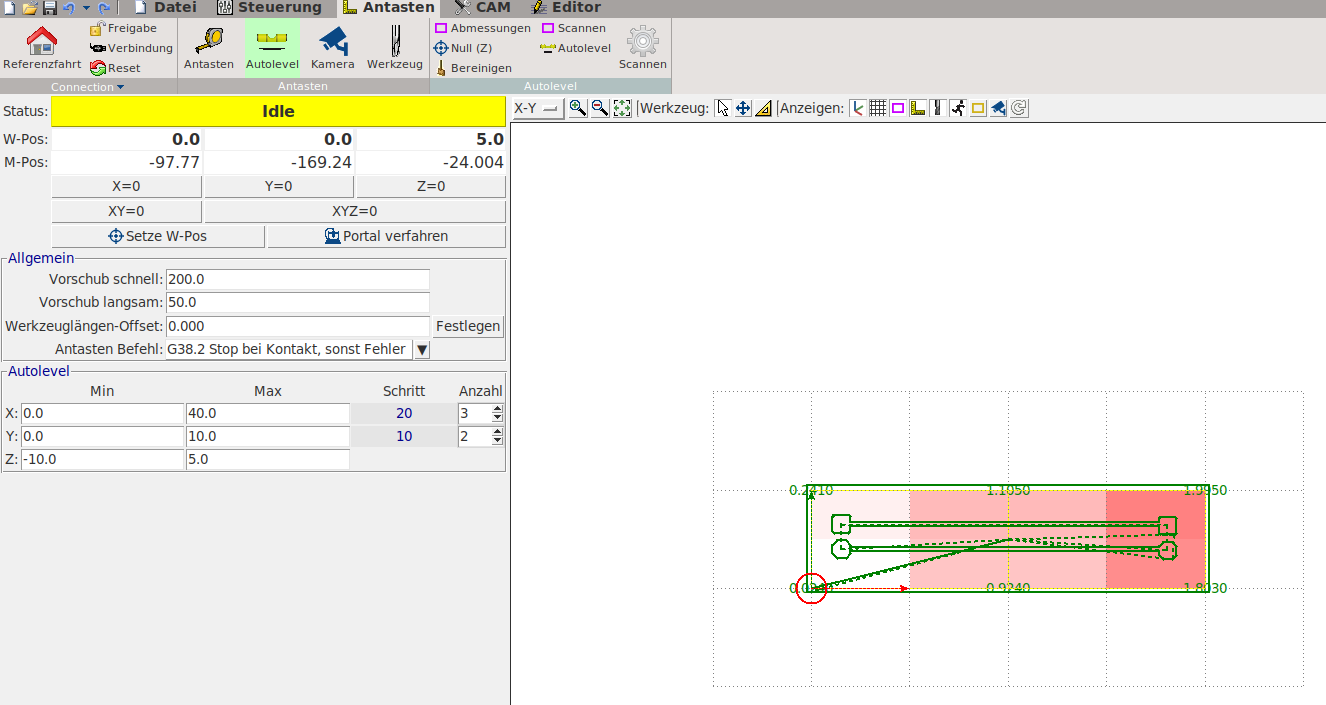 Datei Steuerung Antasten CAM Editor
Referenzfahrt Freigabe Verbindung Reset Connection
Antasten Autolevel Kamera Werkzeug Antasten
Abmessungen Scannen Null (Z) Autolevel Bereinigen Scannen Autolevel
Status: Idle
W-Pos: 0.0 0.0 5.0
M-Pos: -97.77 -169.24 -24.004
X=0 Y=0 Z=0
XY=0 XYZ=0
Setze W-Pos Portal verfahren
Allgemein
Vorschub schnell: 200.0
Vorschub langsam: 50.0
Werkzeuglängen-Offset: 0.000 Festlegen
Antasten Befehl: G38.2 Stop bei Kontakt, sonst Fehler
Autolevel
Min Max Schritt Anzahl
X: 0.0 40.0 20 3
Y: 0.0 10.0 10 2
Z: -10.0 5.0
X-Y Werkzeug: Anzeigen:
0.2410 1.1050 1.9950
0.9240